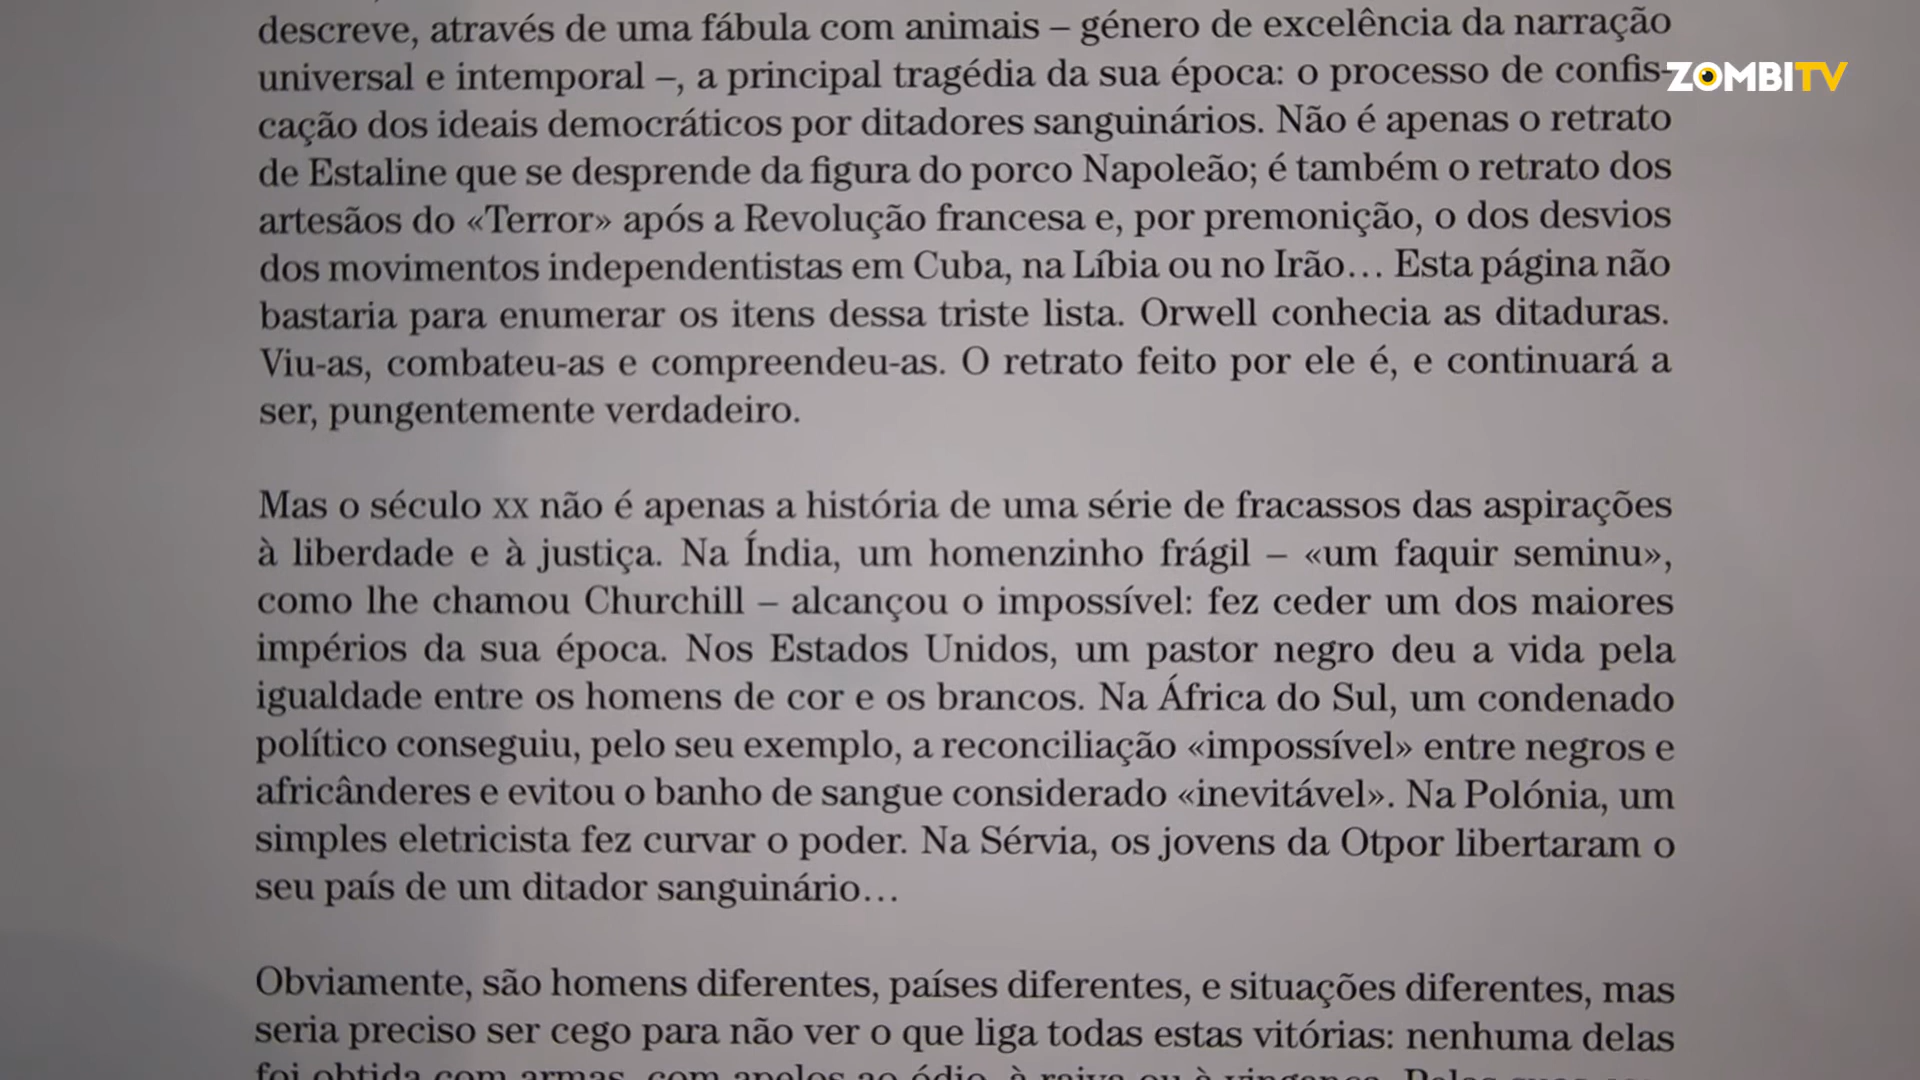 descreve, através de uma fábula com animais – género de excelência da narração
universal e intemporal –, a principal tragédia da sua época: o processo de confis-
ZOMBITV
cação dos ideais democráticos por ditadores sanguinários. Não é apenas o retrato
de Estaline que se desprende da figura do porco Napoleão; é também o retrato dos
artesãos do «Terror» após a Revolução francesa e, por premonição, o dos desvios
dos movimentos independentistas em Cuba, na Líbia ou no Irão… Esta página não
bastaria para enumerar os itens dessa triste lista. Orwell conhecia as ditaduras.
Viu-as, combateu-as e compreendeu-as. O retrato feito por ele é, e continuará a
ser, pungentemente verdadeiro.
Mas o século XX não é apenas a história de uma série de fracassos das aspirações
à liberdade e à justiça. Na Índia, um homenzinho frágil – «um faquir seminu»,
como lhe chamou Churchill – alcançou o impossível: fez ceder um dos maiores
impérios da sua época. Nos Estados Unidos, um pastor negro deu a vida pela
igualdade entre os homens de cor e os brancos. Na África do Sul, um condenado
político conseguiu, pelo seu exemplo, a reconciliação «impossível» entre negros e
africânderes e evitou o banho de sangue considerado «inevitável». Na Polónia, um
simples eletricista fez curvar o poder. Na Sérvia, os jovens da Otpor libertaram o
seu país de um ditador sanguinário…
Obviamente, são homens diferentes, países diferentes, e situações diferentes, mas
seria preciso ser cego para não ver o que liga todas estas vitórias: nenhuma delas
foi obtida com armas, com apelos ao ódio, à raiva ou à vingança.